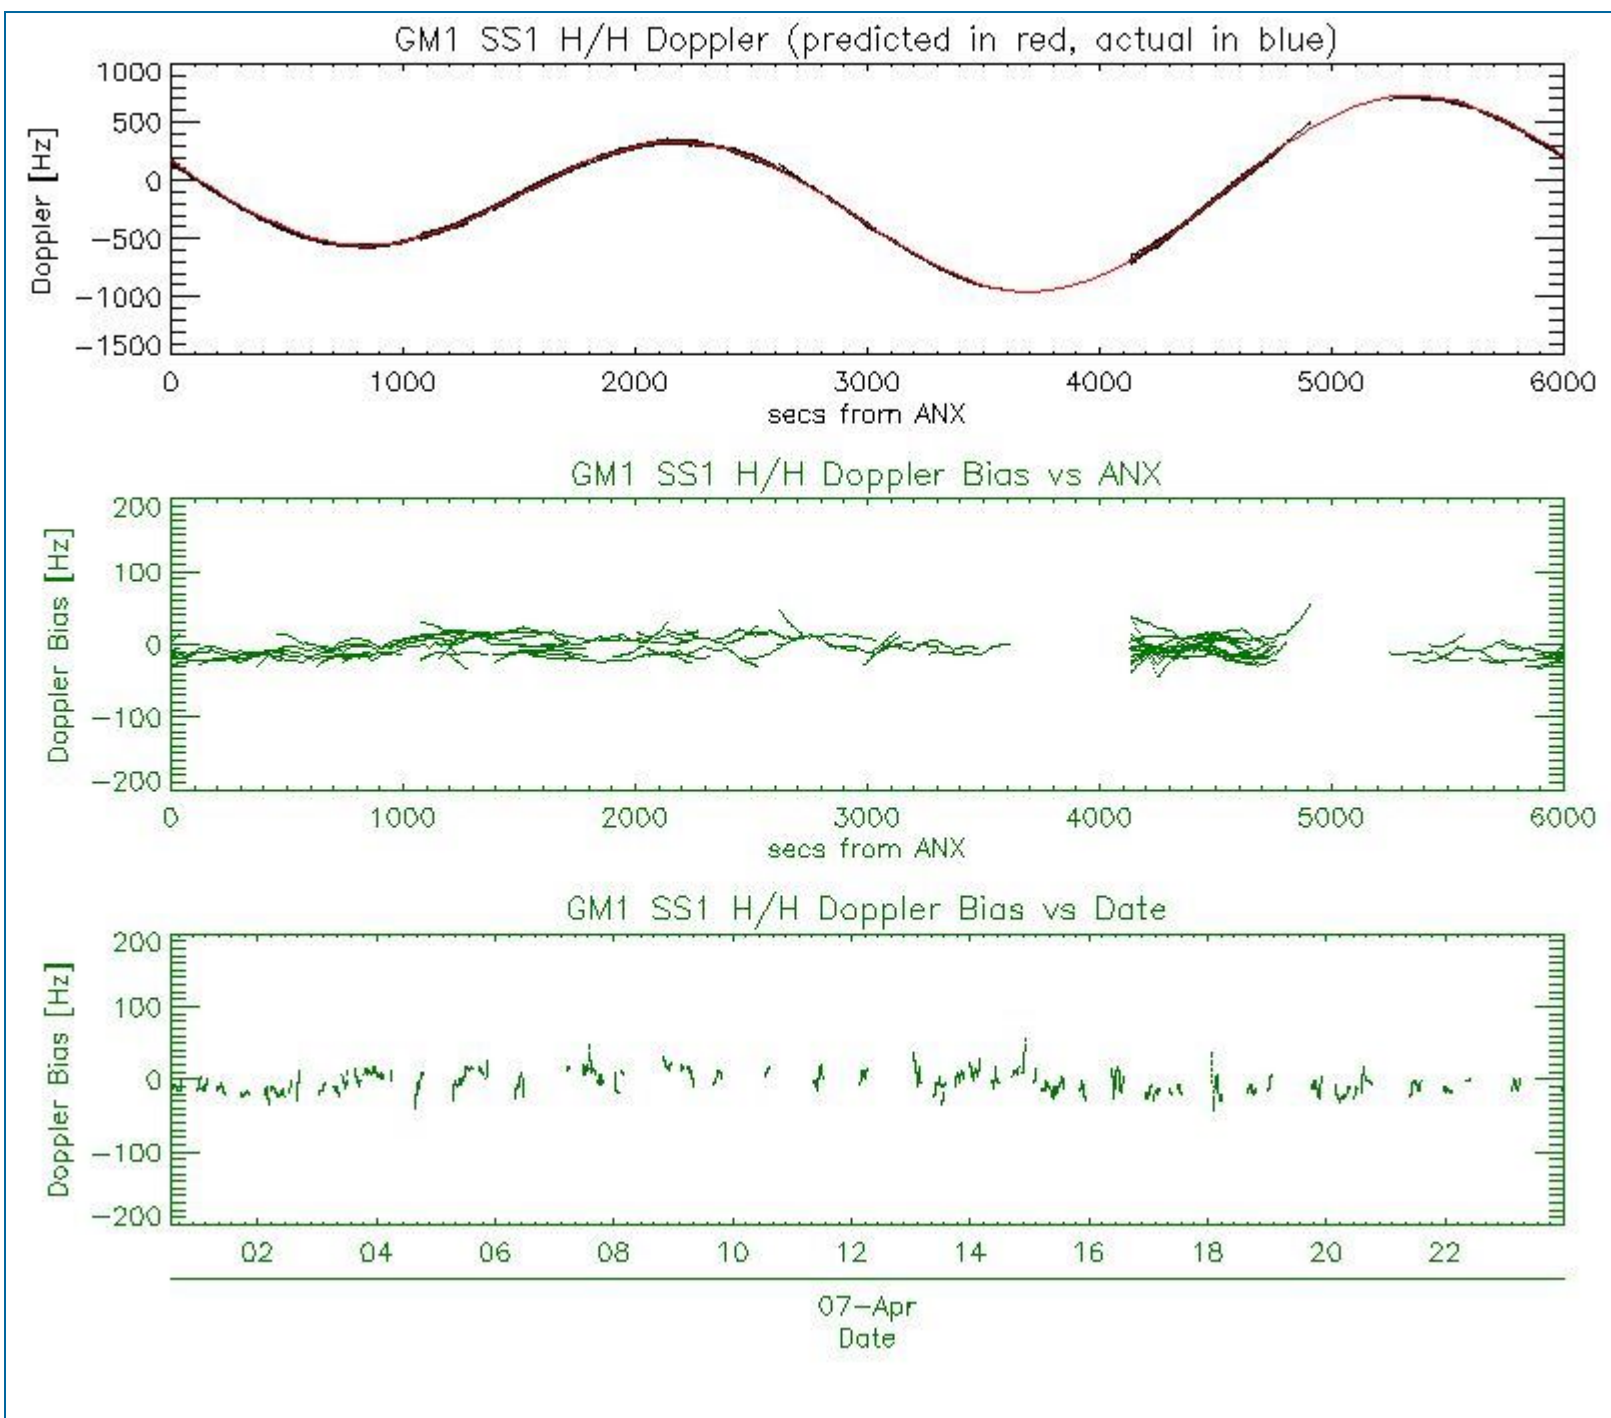 GM1 SS1 H/H Doppler (predicted in red, actual in blue)
1000
500
0
−500
−1000
−1500
Doppler [Hz]
0 1000 2000 3000 4000 5000 6000
secs from ANX
GM1 SS1 H/H Doppler Bias vs ANX
200
100
0
−100
−200
Doppler Bias [Hz]
0 1000 2000 3000 4000 5000 6000
secs from ANX
GM1 SS1 H/H Doppler Bias vs Date
200
100
0
−100
−200
Doppler Bias [Hz]
02 04 06 08 10 12 14 16 18 20 22
07−Apr
Date